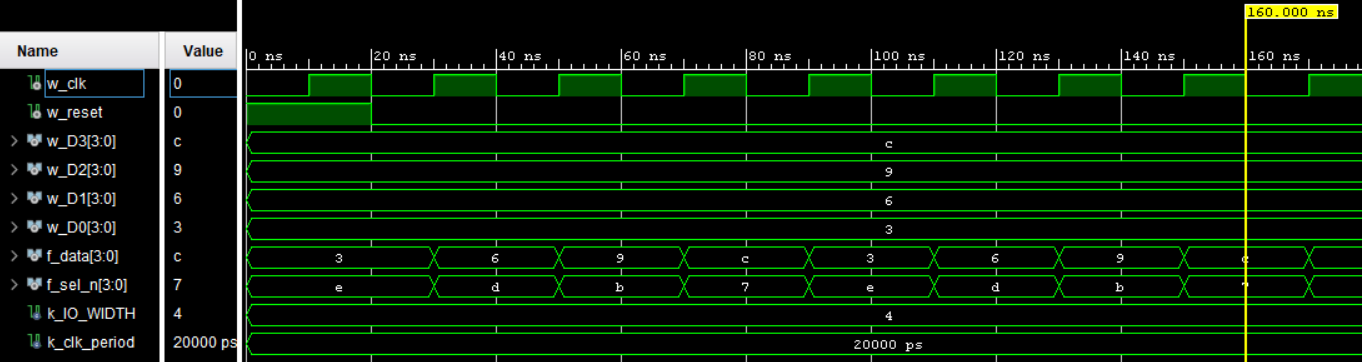 160.000 ns
Name Value
0 ns 20 ns 40 ns 60 ns 80 ns 100 ns 120 ns 140 ns 160 ns
w_clk 0
w_reset 0
w_D3[3:0] c c
w_D2[3:0] 9 9
w_D1[3:0] 6 6
w_D0[3:0] 3 3
f_data[3:0] c 3 6 9 c 3 6 9 c
f_sel_n[3:0] 7 e d b 7 e d b 7
k_IO_WIDTH 4 4
k_clk_period 20000 ps 20000 ps